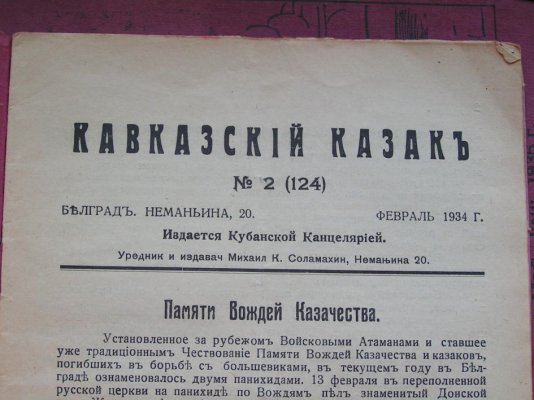 КАВКАЗСКІЙ КАЗАКЪ
№ 2 (124)
БѢЛГРАДЪ. НЕМАНЬИНА, 20. ФЕВРАЛЬ 1934 Г.
Издается Кубанской Канцеляріей.
Уредник и издавач Михаил К. Соламахин, Немањина 20.
Памяти Вождей Казачества.
Установленное за рубежомъ Войсковыми Атаманами и ставшее
уже традиціоннымъ Чествованіе Памяти Вождей Казачества и казаковъ,
погибшихъ въ борьбѣ съ большевиками, въ текущемъ году въ Бѣл-
градѣ ознаменовалось двумя панихидами. 13 февраля въ переполненной
русской церкви на панихидѣ по Вождямъ пѣлъ знаменитый Донской